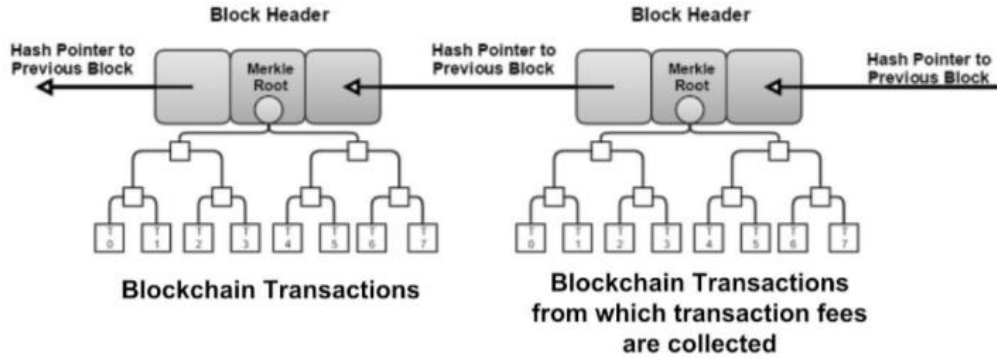 Block Header
Block Header
Hash Pointer to
Previous Block
Merkle
Root
Hash Pointer to
Previous Block
Merkle
Root
Hash Pointer to
Previous Block
T T T T T T T T
0 1 2 3 4 5 6 7
T T T T T T T T
0 1 2 3 4 5 6 7
Blockchain Transactions
Blockchain Transactions
from which transaction fees
are collected